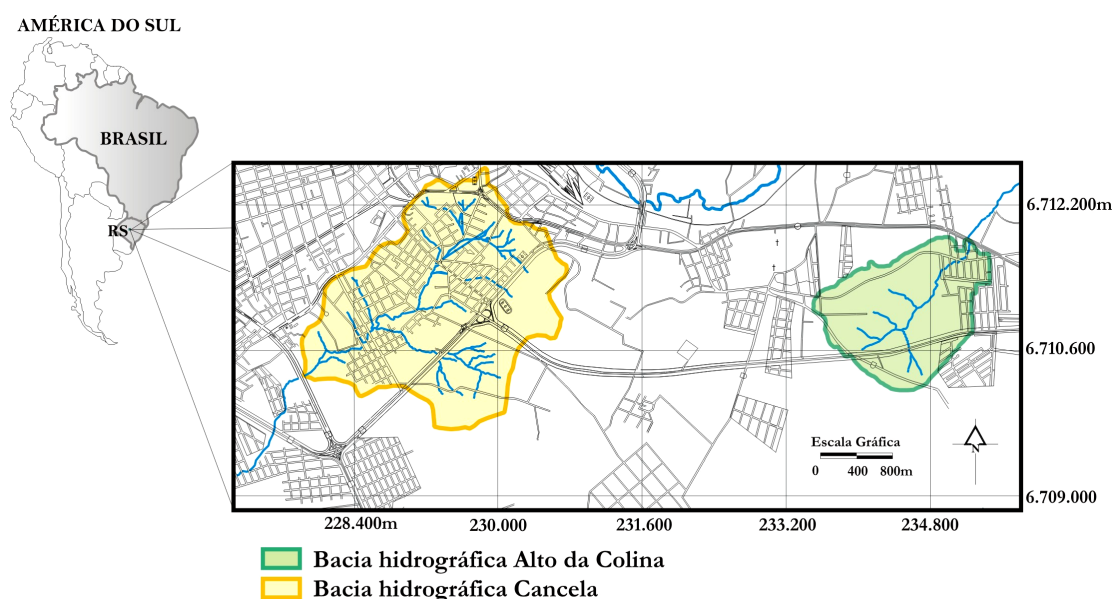 AMÉRICA DO SUL
BRASIL
RS
6.712.200m
6.710.600
6.709.000
Escala Gráfica
0 400 800m
N
228.400m 230.000 231.600 233.200 234.800
Bacia hidrográfica Alto da Colina
Bacia hidrográfica Cancela